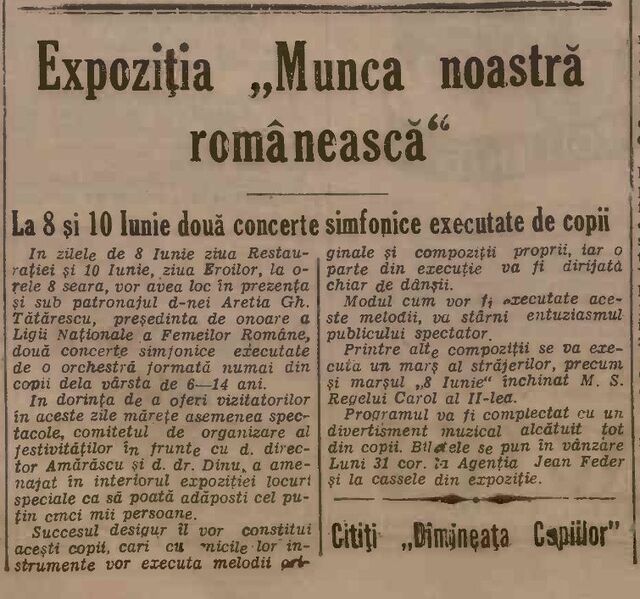 Expoziţia „Munca noastră
românească“
La 8 şi 10 Iunie două concerte simfonice executate de copii
In zilele de 8 Iunie ziua Restau-
raţiei şi 10 Iunie, ziua Eroilor, la o-
rele 8 seara, vor avea loc în prezenţa
şi sub patronajul d-nei Aretia Gh.
Tătărescu, preşedinta de onoare a
Ligii Naţionale a Femeilor Române,
două concerte simfonice executate
de o orchestră formată numai din
copii dela vârsta de 6—14 ani.
In dorinţa de a oferi vizitatorilor
în aceste zile măreţe asemenea spec-
tacole, comitetul de organizare al
festivităţilor în frunte cu d. direc-
tor Amărăscu şi d. dr. Dinu, a ame-
najat în interiorul expoziţiei locuri
speciale ca să poată adăposti cel pu-
ţin cinci mii persoane.
Succesul desigur îl vor constitui
aceşti copii, cari cu micile lor in-
strumente vor executa melodii ori-
ginale şi compoziţii proprii, iar o
parte din execuţie va fi dirijată
chiar de dânşii.
Modul cum vor fi executate aces-
te melodii, va stârni entuziasmul
publicului spectator.
Printre alte compoziţii se va exe-
cuta un marş al străjerilor, precum
şi marşul „8 Iunie“ închinat M. S.
Regelui Carol al II-lea.
Programul va fi complectat cu un
divertisment muzical alcătuit tot
din copii. Biletele se pun în vânzare
Luni 31 cor. la Agenţia Jean Feder
şi la cassele din expoziţie.
Citiţi „Dimineaţa Copiilor”